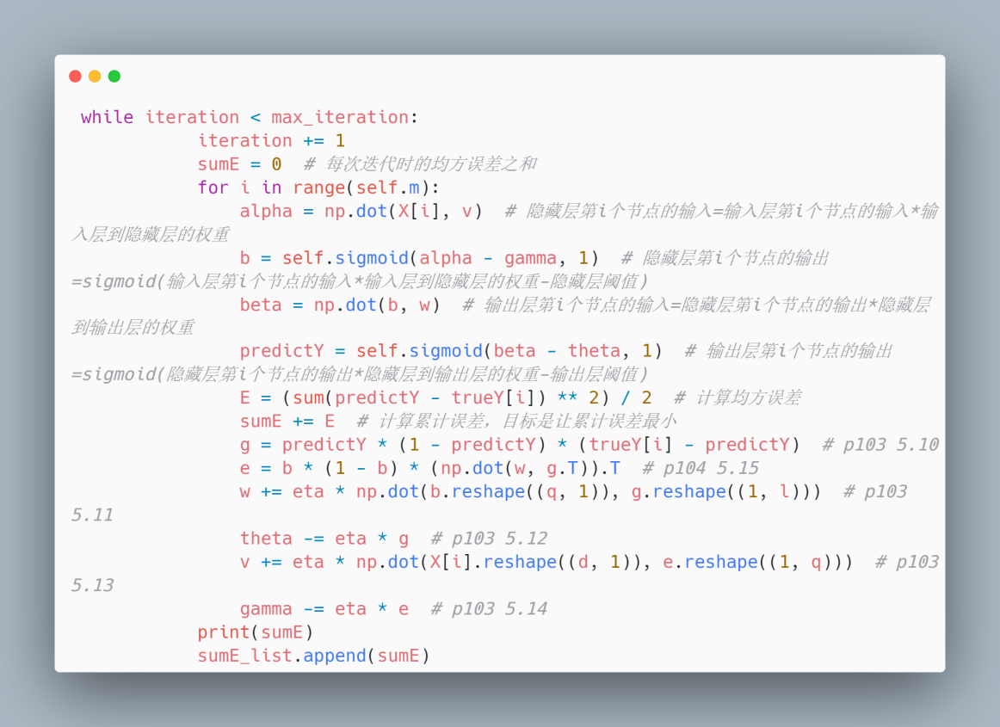 while iteration < max_iteration:
iteration += 1
sumE = 0  # 每次迭代时的均方误差之和
for i in range(self.m):
alpha = np.dot(X[i], v)  # 隐藏层第i个节点的输入=输入层第i个节点的输入*输
入层到隐藏层的权重
b = self.sigmoid(alpha - gamma, 1)  # 隐藏层第i个节点的输出
=sigmoid(输入层第i个节点的输入*输入层到隐藏层的权重-隐藏层阈值)
beta = np.dot(b, w)  # 输出层第i个节点的输入=隐藏层第i个节点的输出*隐藏层
到输出层的权重
predictY = self.sigmoid(beta - theta, 1)  # 输出层第i个节点的输出
=sigmoid(隐藏层第i个节点的输出*隐藏层到输出层的权重-输出层阈值)
E = (sum(predictY - trueY[i]) ** 2) / 2  # 计算均方误差
sumE += E  # 计算累计误差，目标是让累计误差最小
g = predictY * (1 - predictY) * (trueY[i] - predictY)  # p103 5.10
e = b * (1 - b) * (np.dot(w, g.T)).T  # p104 5.15
w += eta * np.dot(b.reshape((q, 1)), g.reshape((1, l)))  # p103
5.11
theta -= eta * g  # p103 5.12
v += eta * np.dot(X[i].reshape((d, 1)), e.reshape((1, q)))  # p103
5.13
gamma -= eta * e  # p103 5.14
print(sumE)
sumE_list.append(sumE)